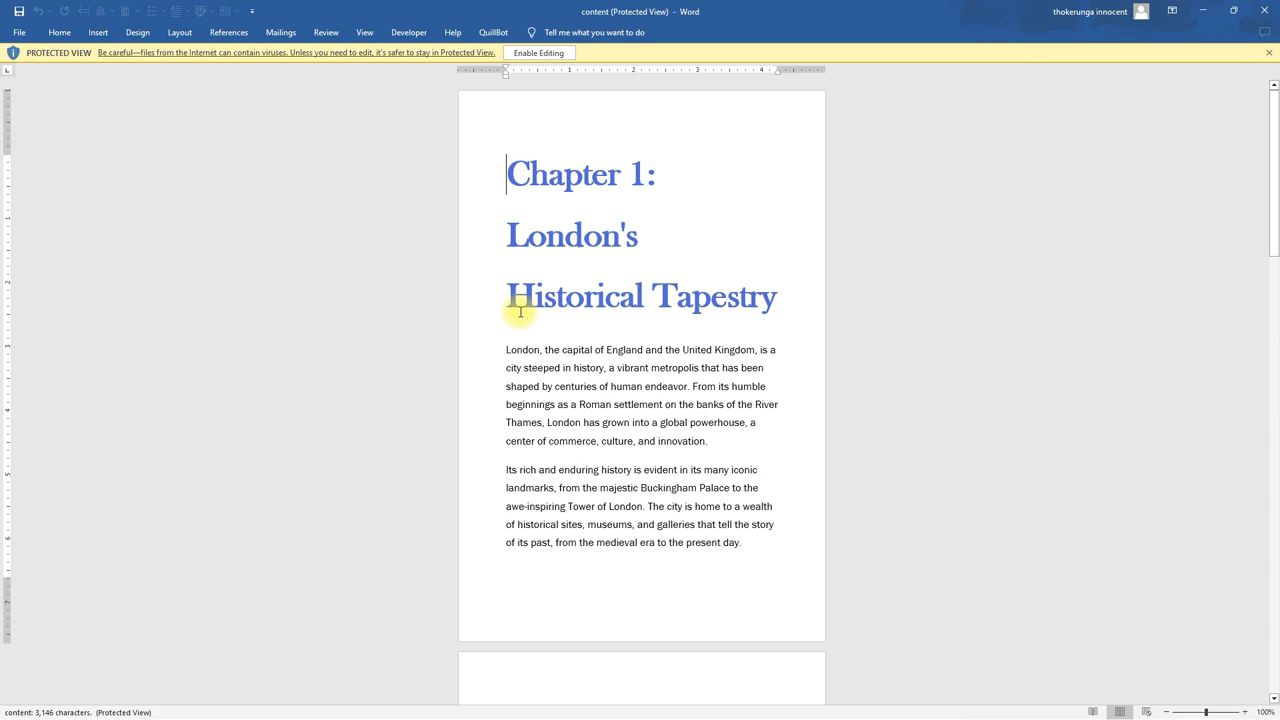 content (Protected View) - Word
thokerunga innocent
File Home Insert Design Layout References Mailings Review View Developer Help QuillBot Tell me what you want to do
PROTECTED VIEW Be careful—files from the Internet can contain viruses. Unless you need to edit, it's safer to stay in Protected View. Enable Editing
1 2 3 4
Chapter 1:
London's
Historical Tapestry
London, the capital of England and the United Kingdom, is a
city steeped in history, a vibrant metropolis that has been
shaped by centuries of human endeavor. From its humble
beginnings as a Roman settlement on the banks of the River
Thames, London has grown into a global powerhouse, a
center of commerce, culture, and innovation.
Its rich and enduring history is evident in its many iconic
landmarks, from the majestic Buckingham Palace to the
awe-inspiring Tower of London. The city is home to a wealth
of historical sites, museums, and galleries that tell the story
of its past, from the medieval era to the present day.
content: 3,146 characters. (Protected View)
100%